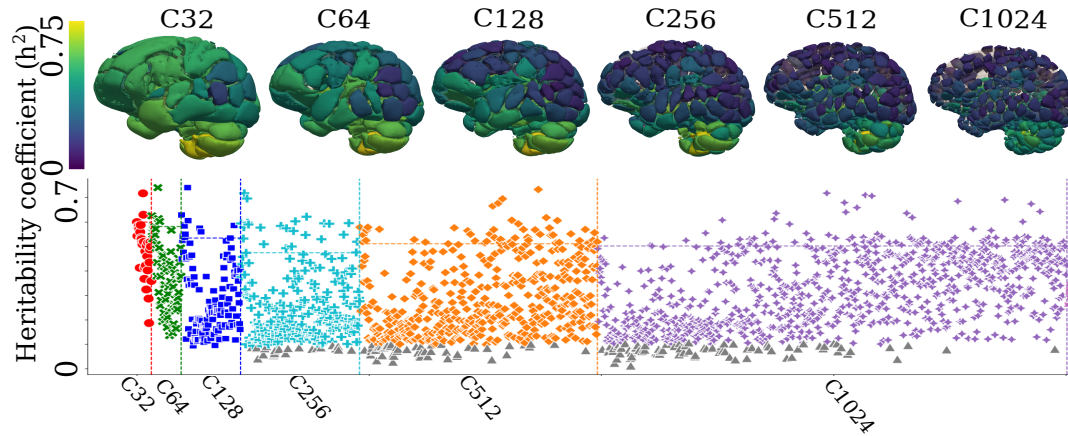 C32 C64 C128 C256 C512 C1024
0.75
0
Heritability coefficient (h²)
0.7
0
C32 C64 C128 C256 C512 C1024